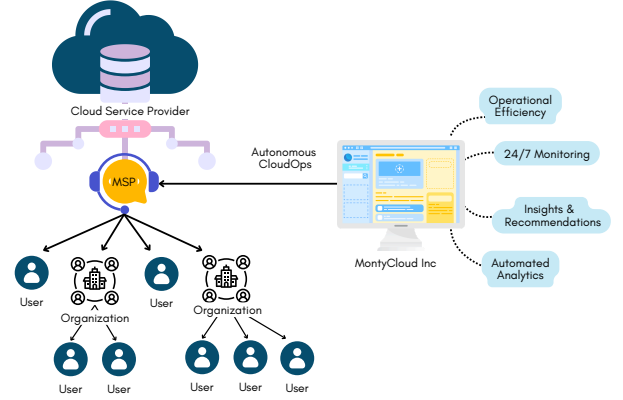 Cloud Service Provider
MSP
Autonomous
CloudOps
Operational
Efficiency
24/7 Monitoring
Insights &
Recommendations
Automated
Analytics
MontyCloud Inc
User
Organization
User
Organization
User
User
User
User
User